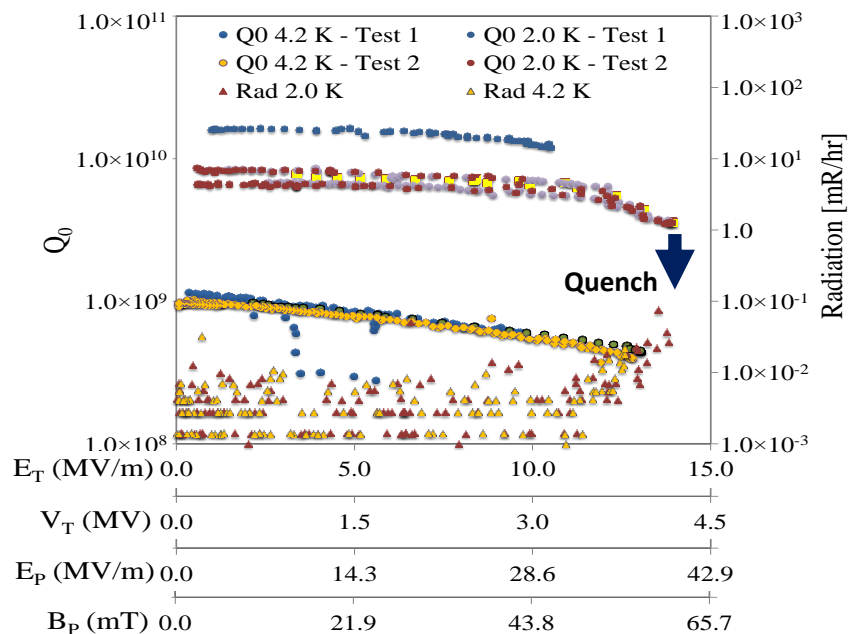 1.0×10¹¹
1.0×10³
Q0 4.2 K - Test 1
Q0 2.0 K - Test 1
Q0 4.2 K - Test 2
Q0 2.0 K - Test 2
Rad 2.0 K
Rad 4.2 K
1.0×10²
1.0×10¹⁰
1.0×10¹
Q₀
1.0
Radiation [mR/hr]
Quench
1.0×10⁹
1.0×10⁻¹
1.0×10⁻²
1.0×10⁸
1.0×10⁻³
E_T (MV/m) 0.0 5.0 10.0 15.0
V_T (MV) 0.0 1.5 3.0 4.5
E_P (MV/m) 0.0 14.3 28.6 42.9
B_P (mT) 0.0 21.9 43.8 65.7